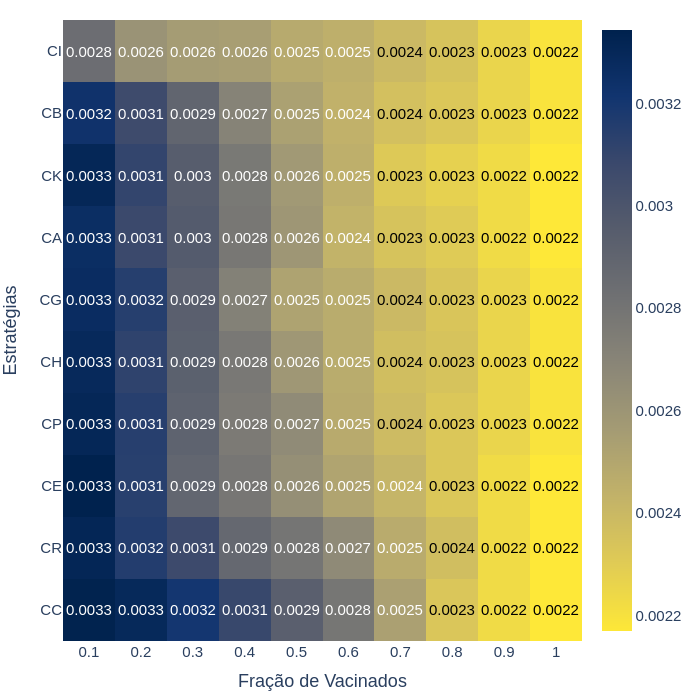 CI 0.0028 0.0026 0.0026 0.0026 0.0025 0.0025 0.0024 0.0023 0.0023 0.0022
CB 0.0032 0.0031 0.0029 0.0027 0.0025 0.0024 0.0024 0.0023 0.0023 0.0022
CK 0.0033 0.0031 0.003 0.0028 0.0026 0.0025 0.0023 0.0023 0.0022 0.0022
CA 0.0033 0.0031 0.003 0.0028 0.0026 0.0024 0.0023 0.0023 0.0022 0.0022
CG 0.0033 0.0032 0.0029 0.0027 0.0025 0.0025 0.0024 0.0023 0.0023 0.0022
CH 0.0033 0.0031 0.0029 0.0028 0.0026 0.0025 0.0024 0.0023 0.0023 0.0022
CP 0.0033 0.0031 0.0029 0.0028 0.0027 0.0025 0.0024 0.0023 0.0023 0.0022
CE 0.0033 0.0031 0.0029 0.0028 0.0026 0.0025 0.0024 0.0023 0.0022 0.0022
CR 0.0033 0.0032 0.0031 0.0029 0.0028 0.0027 0.0025 0.0024 0.0022 0.0022
CC 0.0033 0.0033 0.0032 0.0031 0.0029 0.0028 0.0025 0.0023 0.0022 0.0022
0.1 0.2 0.3 0.4 0.5 0.6 0.7 0.8 0.9 1
Fração de Vacinados
Estratégias
0.0032
0.003
0.0028
0.0026
0.0024
0.0022